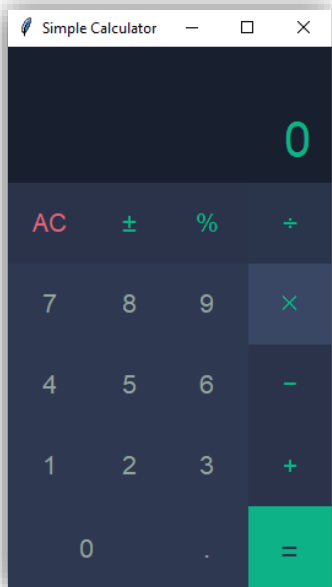 Simple Calculator
0
AC ± % ÷
7 8 9 ×
4 5 6 −
1 2 3 +
0 . =